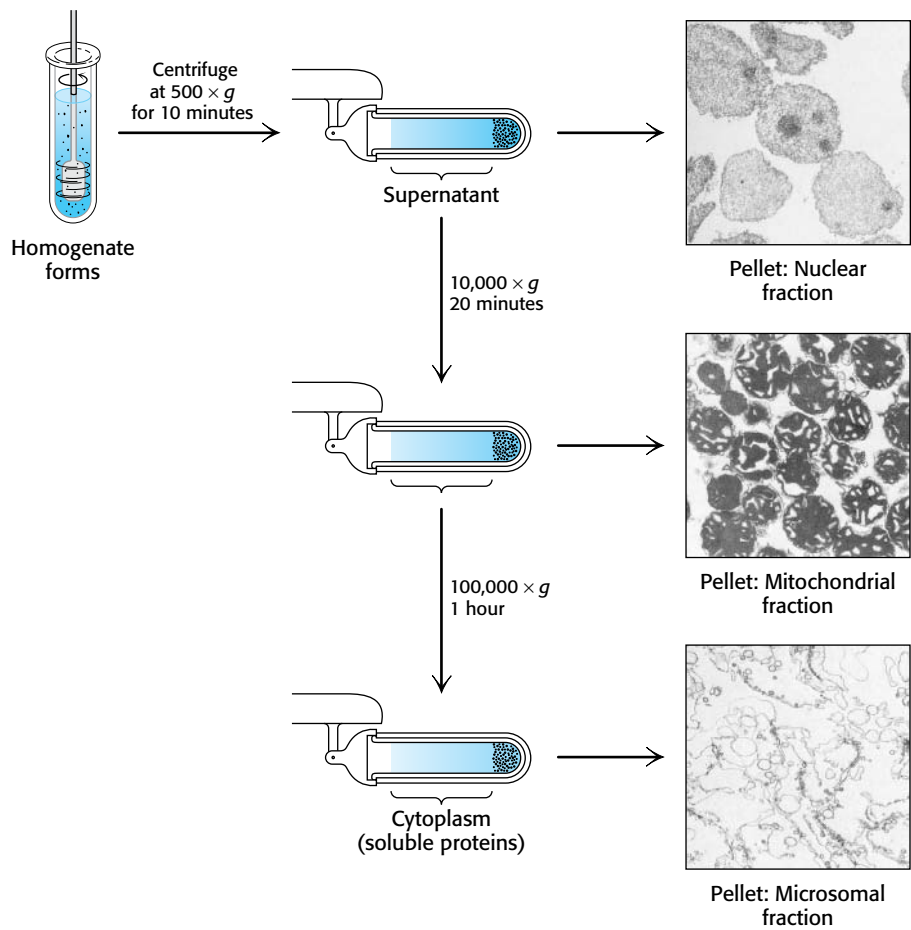 Centrifuge
at 500 × g
for 10 minutes
Homogenate
forms
Supernatant
Pellet: Nuclear
fraction
10,000 × g
20 minutes
Pellet: Mitochondrial
fraction
100,000 × g
1 hour
Cytoplasm
(soluble proteins)
Pellet: Microsomal
fraction